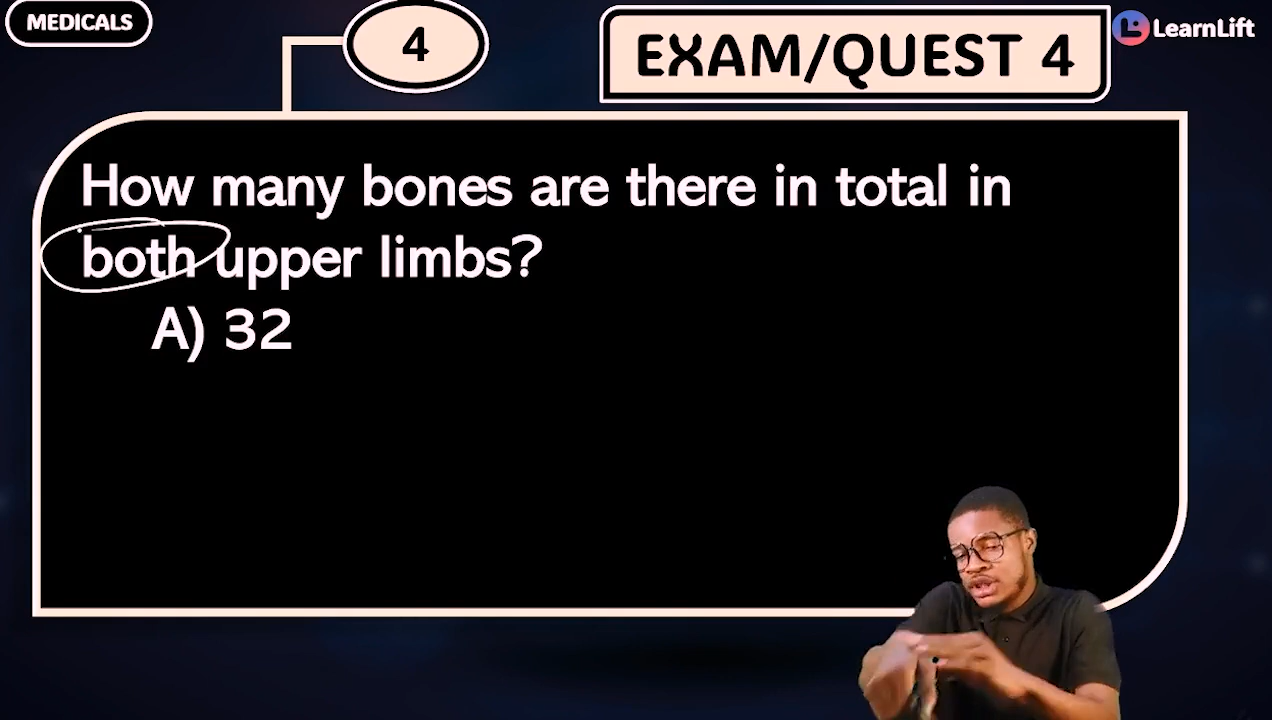 MEDICALS
4
EXAM/QUEST 4
LearnLift
How many bones are there in total in
both upper limbs?
A) 32